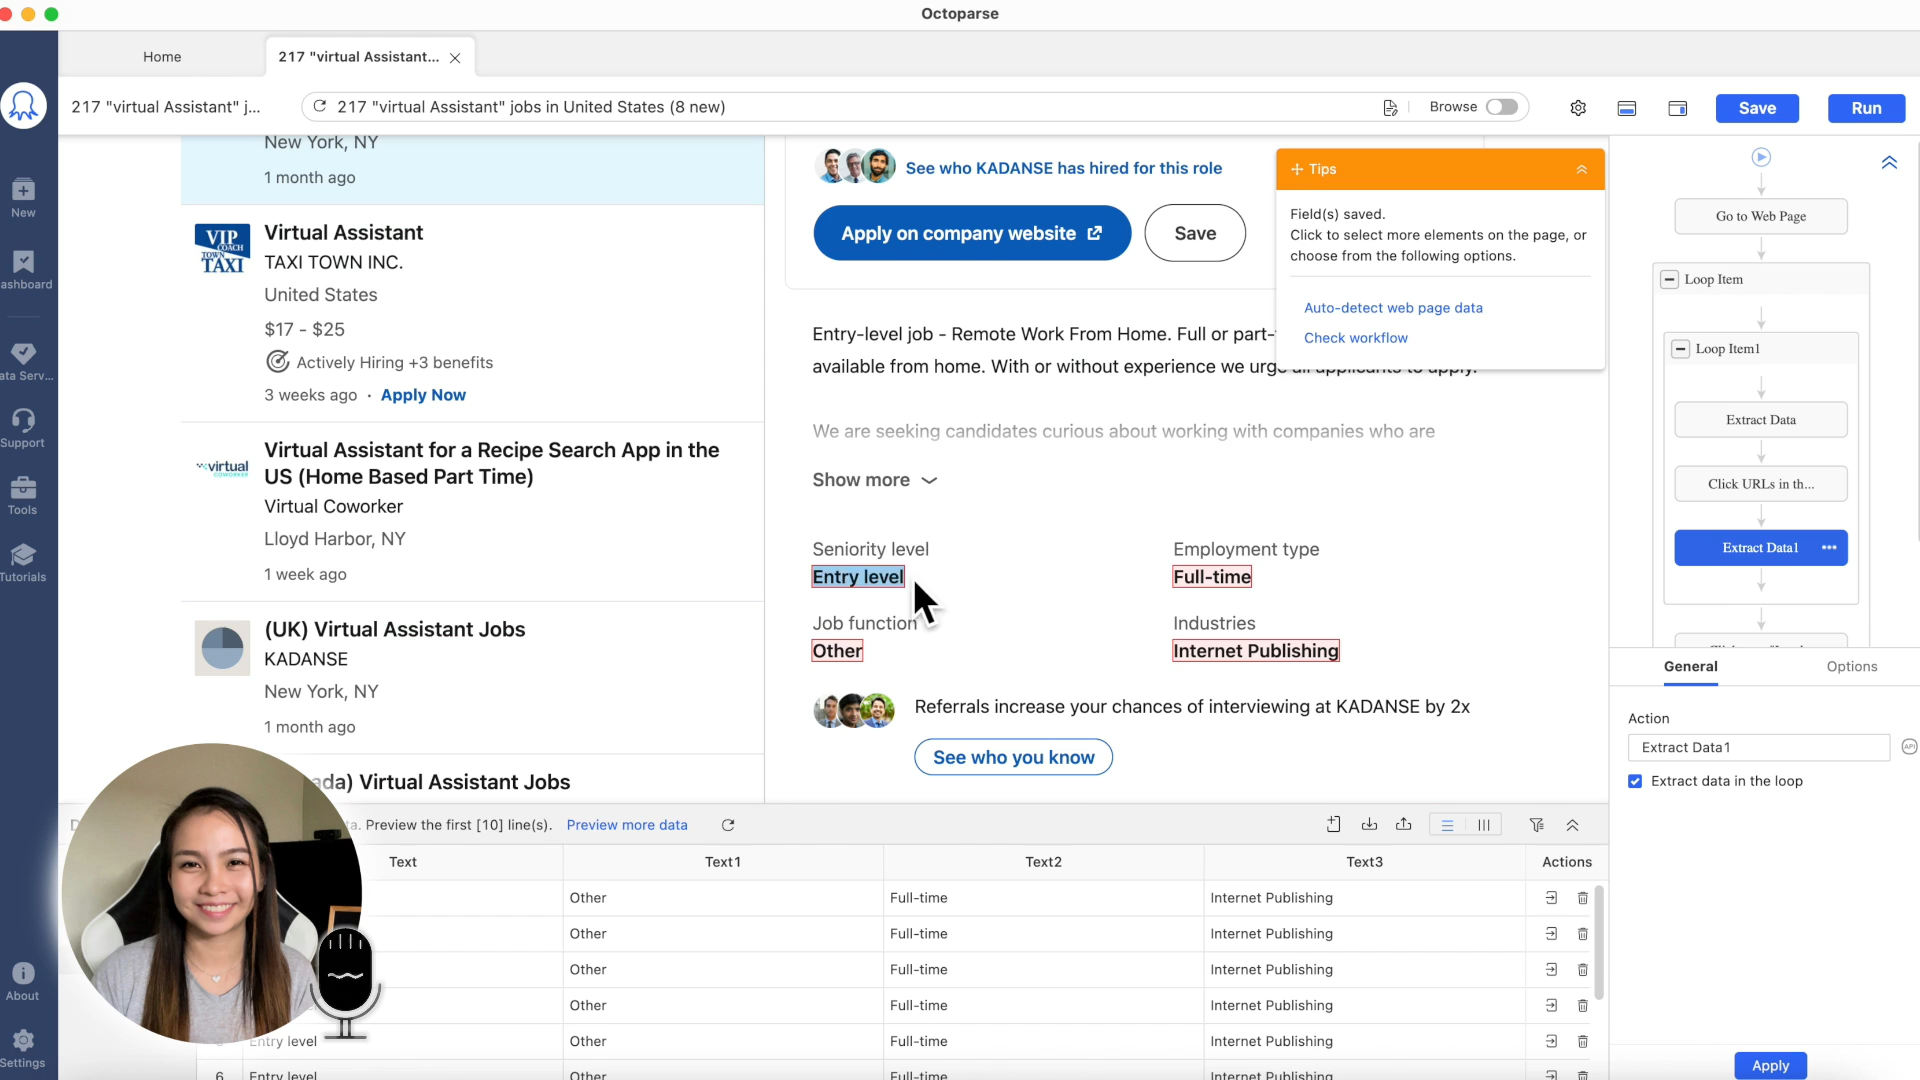 Octoparse
Home
217 "virtual Assistant...
217 "virtual Assistant" j...
217 "virtual Assistant" jobs in United States (8 new)
Browse
Save
Run
New
ashboard
ata Serv...
Support
Tools
Tutorials
About
Settings
New York, NY
1 month ago
VIP
COACH
TOWN
TAXI
Virtual Assistant
TAXI TOWN INC.
United States
$17 - $25
Actively Hiring +3 benefits
3 weeks ago · Apply Now
virtual
Virtual Assistant for a Recipe Search App in the
US (Home Based Part Time)
Virtual Coworker
Lloyd Harbor, NY
1 week ago
(UK) Virtual Assistant Jobs
KADANSE
New York, NY
1 month ago
ada) Virtual Assistant Jobs
See who KADANSE has hired for this role
Apply on company website
Save
Entry-level job - Remote Work From Home. Full or part-
available from home. With or without experience we urge all applicants to apply.
We are seeking candidates curious about working with companies who are
Show more
Seniority level
Entry level
Employment type
Full-time
Job function
Other
Industries
Internet Publishing
Referrals increase your chances of interviewing at KADANSE by 2x
See who you know
Tips
Field(s) saved.
Click to select more elements on the page, or
choose from the following options.
Auto-detect web page data
Check workflow
Go to Web Page
Loop Item
Loop Item1
Extract Data
Click URLs in th...
Extract Data1
General
Options
Action
Extract Data1
API
Extract data in the loop
Apply
ta. Preview the first [10] line(s). Preview more data
Text Text1 Text2 Text3 Actions
Other Full-time Internet Publishing
Other Full-time Internet Publishing
Other Full-time Internet Publishing
Other Full-time Internet Publishing
Entry level Other Full-time Internet Publishing
6 Entry level Other Full-time Internet Publishing